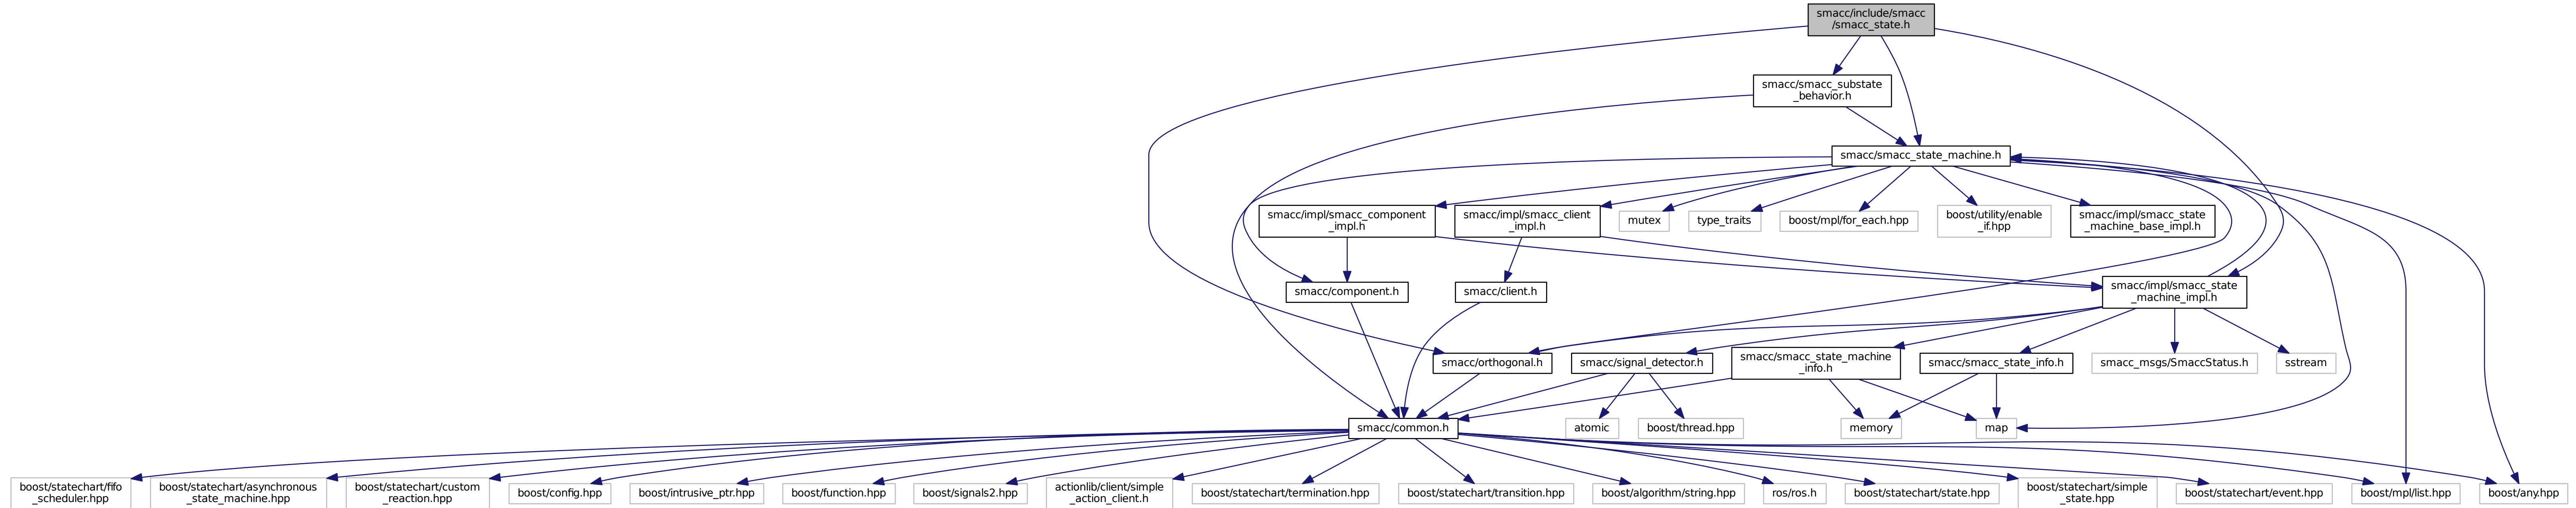 smacc/include/smacc
/smacc_state.h
smacc/smacc_substate
_behavior.h
smacc/smacc_state_machine.h
smacc/impl/smacc_component
_impl.h
smacc/impl/smacc_client
_impl.h
mutex
type_traits
boost/mpl/for_each.hpp
boost/utility/enable
_if.hpp
smacc/impl/smacc_state
_machine_base_impl.h
smacc/component.h
smacc/client.h
smacc/impl/smacc_state
_machine_impl.h
smacc/orthogonal.h
smacc/signal_detector.h
smacc/smacc_state_machine
_info.h
smacc/smacc_state_info.h
smacc_msgs/SmaccStatus.h
sstream
smacc/common.h
atomic
boost/thread.hpp
memory
map
boost/statechart/fifo
_scheduler.hpp
boost/statechart/asynchronous
_state_machine.hpp
boost/statechart/custom
_reaction.hpp
boost/config.hpp
boost/intrusive_ptr.hpp
boost/function.hpp
boost/signals2.hpp
actionlib/client/simple
_action_client.h
boost/statechart/termination.hpp
boost/statechart/transition.hpp
boost/algorithm/string.hpp
ros/ros.h
boost/statechart/state.hpp
boost/statechart/simple
_state.hpp
boost/statechart/event.hpp
boost/mpl/list.hpp
boost/any.hpp